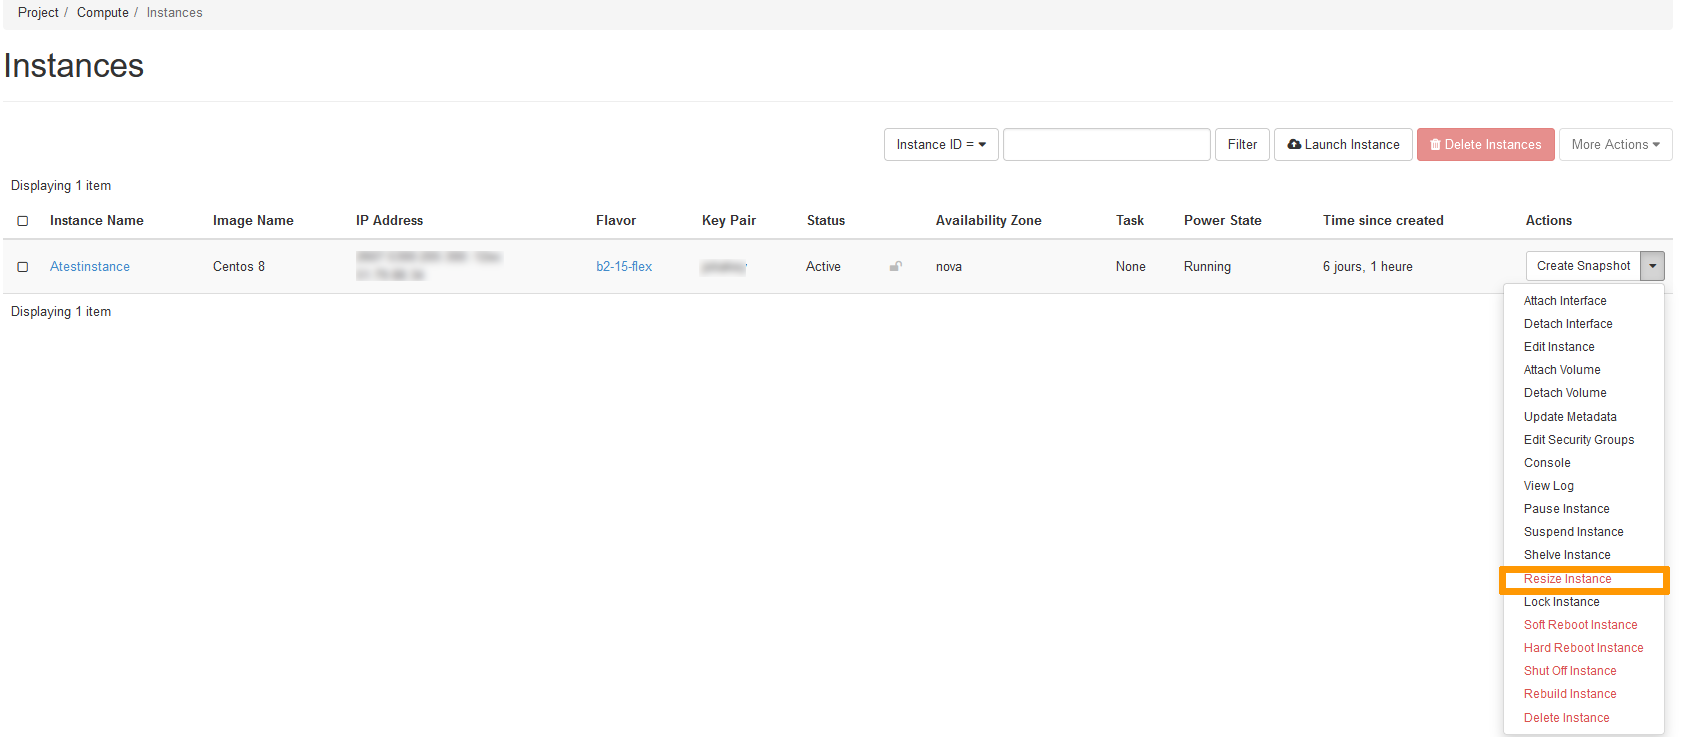 Project / Compute / Instances
Instances
Instance ID = Filter Launch Instance Delete Instances More Actions
Displaying 1 item
Instance Name Image Name IP Address Flavor Key Pair Status Availability Zone Task Power State Time since created Actions
Atestinstance Centos 8 b2-15-flex Active nova None Running 6 jours, 1 heure Create Snapshot
Displaying 1 item
Attach Interface
Detach Interface
Edit Instance
Attach Volume
Detach Volume
Update Metadata
Edit Security Groups
Console
View Log
Pause Instance
Suspend Instance
Shelve Instance
Resize Instance
Lock Instance
Soft Reboot Instance
Hard Reboot Instance
Shut Off Instance
Rebuild Instance
Delete Instance